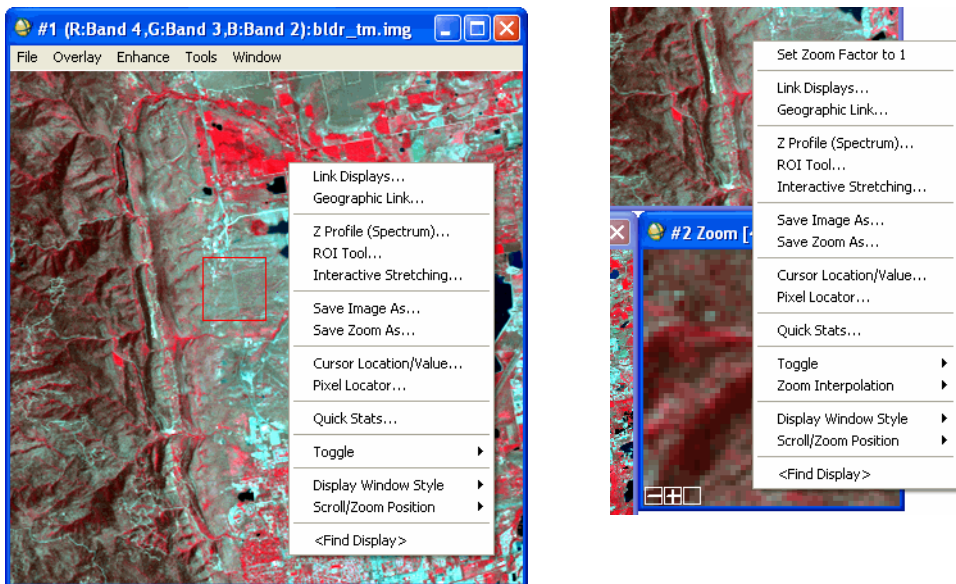 #1 (R:Band 4,G:Band 3,B:Band 2):bldr_tm.img
File Overlay Enhance Tools Window
Link Displays...
Geographic Link...
Z Profile (Spectrum)...
ROI Tool...
Interactive Stretching...
Save Image As...
Save Zoom As...
Cursor Location/Value...
Pixel Locator...
Quick Stats...
Toggle
Display Window Style
Scroll/Zoom Position
<Find Display>
#2 Zoom [
Set Zoom Factor to 1
Link Displays...
Geographic Link...
Z Profile (Spectrum)...
ROI Tool...
Interactive Stretching...
Save Image As...
Save Zoom As...
Cursor Location/Value...
Pixel Locator...
Quick Stats...
Toggle
Zoom Interpolation
Display Window Style
Scroll/Zoom Position
<Find Display>